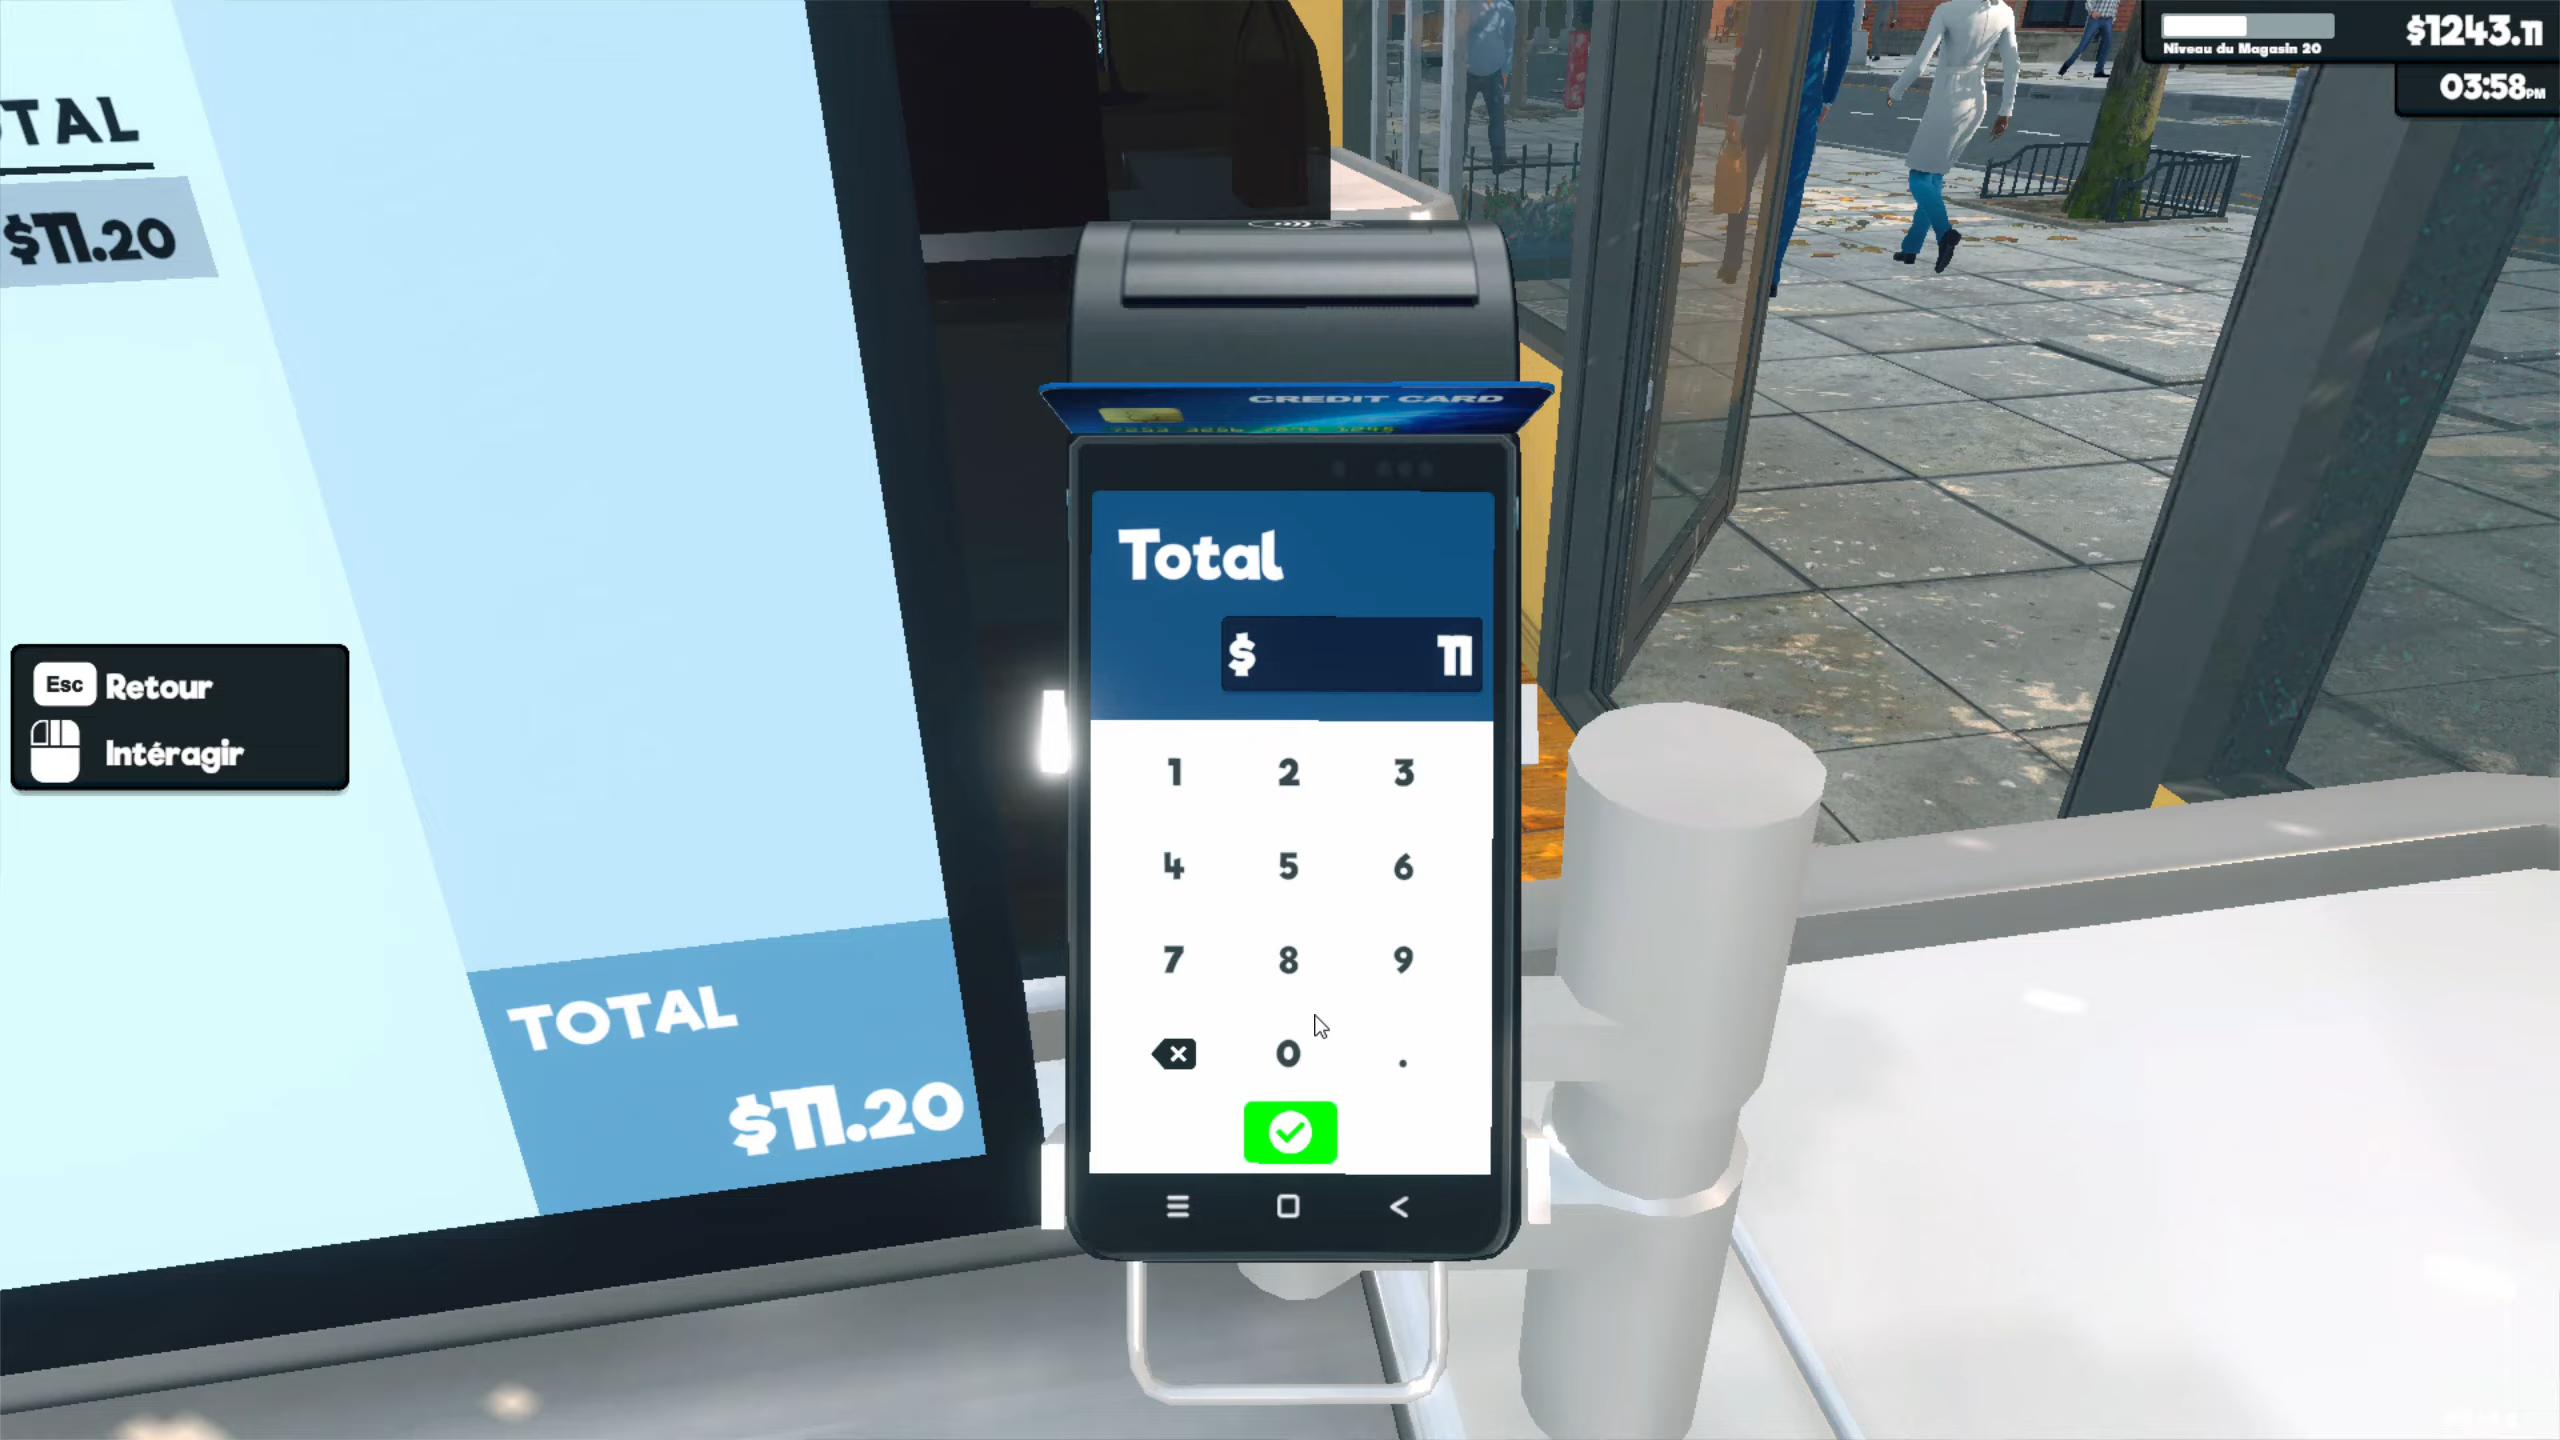 Niveau du Magasin 20
$1243.11
03:58PM
TAL
$11.20
CREDIT CARD
Total
$ 11
1 2 3
4 5 6
7 8 9
0 .
Esc Retour
Intéragir
TOTAL
$11.20